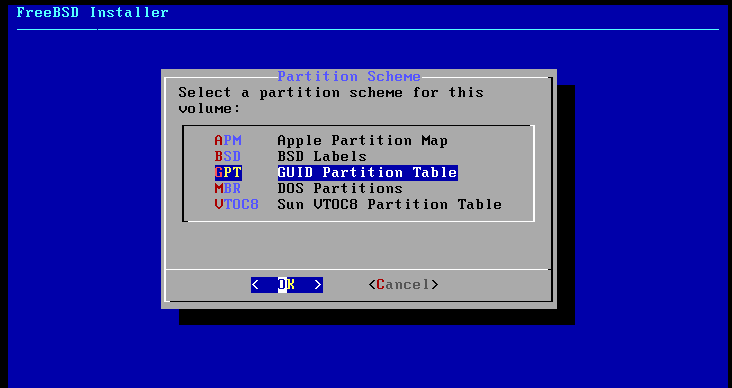 FreeBSD Installer
Partition Scheme
Select a partition scheme for this
volume:
APM Apple Partition Map
BSD BSD Labels
GPT GUID Partition Table
MBR DOS Partitions
VTOC8 Sun VTOC8 Partition Table
< OK > <Cancel>